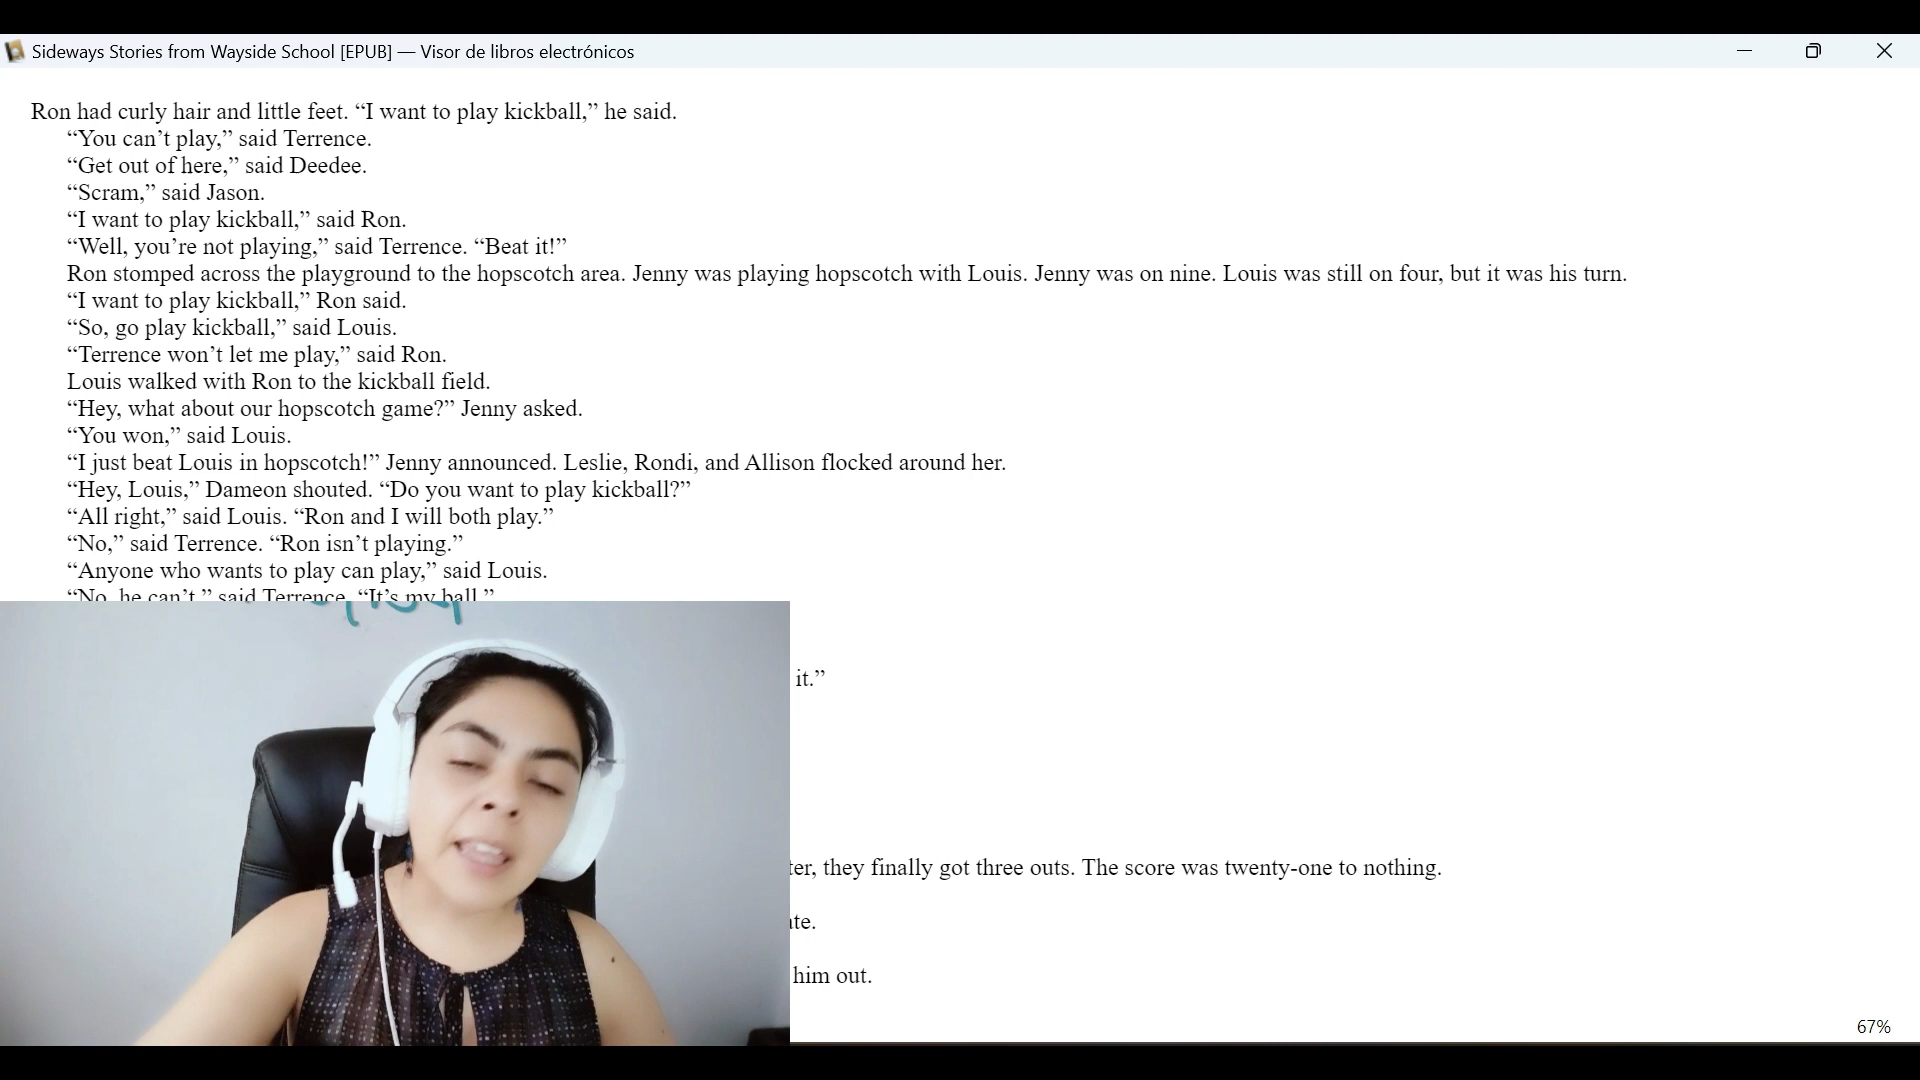 Sideways Stories from Wayside School [EPUB] — Visor de libros electrónicos
Ron had curly hair and little feet. “I want to play kickball,” he said.
“You can’t play,” said Terrence.
“Get out of here,” said Deedee.
“Scram,” said Jason.
“I want to play kickball,” said Ron.
“Well, you’re not playing,” said Terrence. “Beat it!”
Ron stomped across the playground to the hopscotch area. Jenny was playing hopscotch with Louis. Jenny was on nine. Louis was still on four, but it was his turn.
“I want to play kickball,” Ron said.
“So, go play kickball,” said Louis.
“Terrence won’t let me play,” said Ron.
Louis walked with Ron to the kickball field.
“Hey, what about our hopscotch game?” Jenny asked.
“You won,” said Louis.
“I just beat Louis in hopscotch!” Jenny announced. Leslie, Rondi, and Allison flocked around her.
“Hey, Louis,” Dameon shouted. “Do you want to play kickball?”
“All right,” said Louis. “Ron and I will both play.”
“No,” said Terrence. “Ron isn’t playing.”
“Anyone who wants to play can play,” said Louis.
“No, he can’t,” said Terrence. “It’s my ball.”
it.”
they finally got three outs. The score was twenty-one to nothing.
him out.
67%